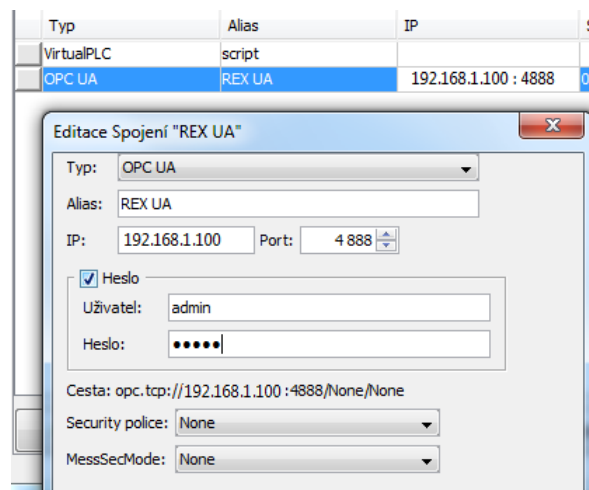 Typ Alias IP
VirtualPLC script
OPC UA REX UA 192.168.1.100 : 4888 0
Editace Spojení "REX UA"
Typ: OPC UA
Alias: REX UA
IP: 192.168.1.100 Port: 4 888
Heslo
Uživatel: admin
Heslo: •••••
Cesta: opc.tcp://192.168.1.100 :4888/None/None
Security police: None
MessSecMode: None